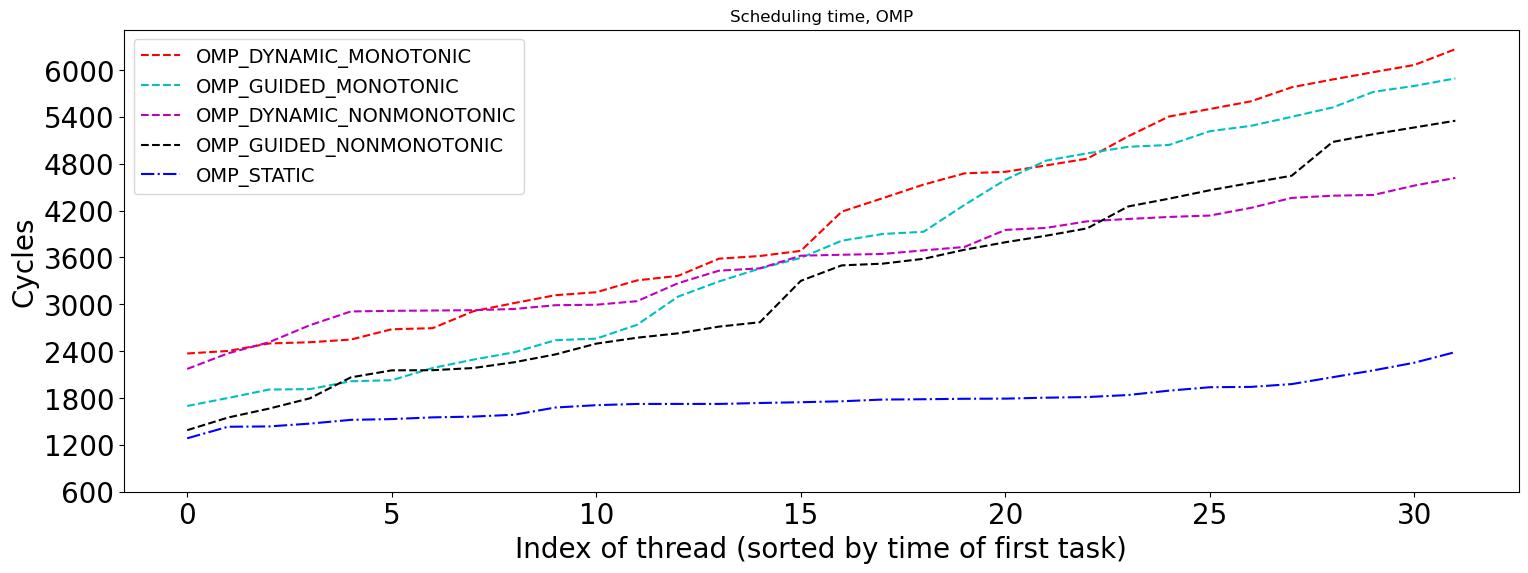 Scheduling time, OMP
OMP_DYNAMIC_MONOTONIC
OMP_GUIDED_MONOTONIC
OMP_DYNAMIC_NONMONOTONIC
OMP_GUIDED_NONMONOTONIC
OMP_STATIC
Cycles
6000
5400
4800
4200
3600
3000
2400
1800
1200
600
0 5 10 15 20 25 30
Index of thread (sorted by time of first task)